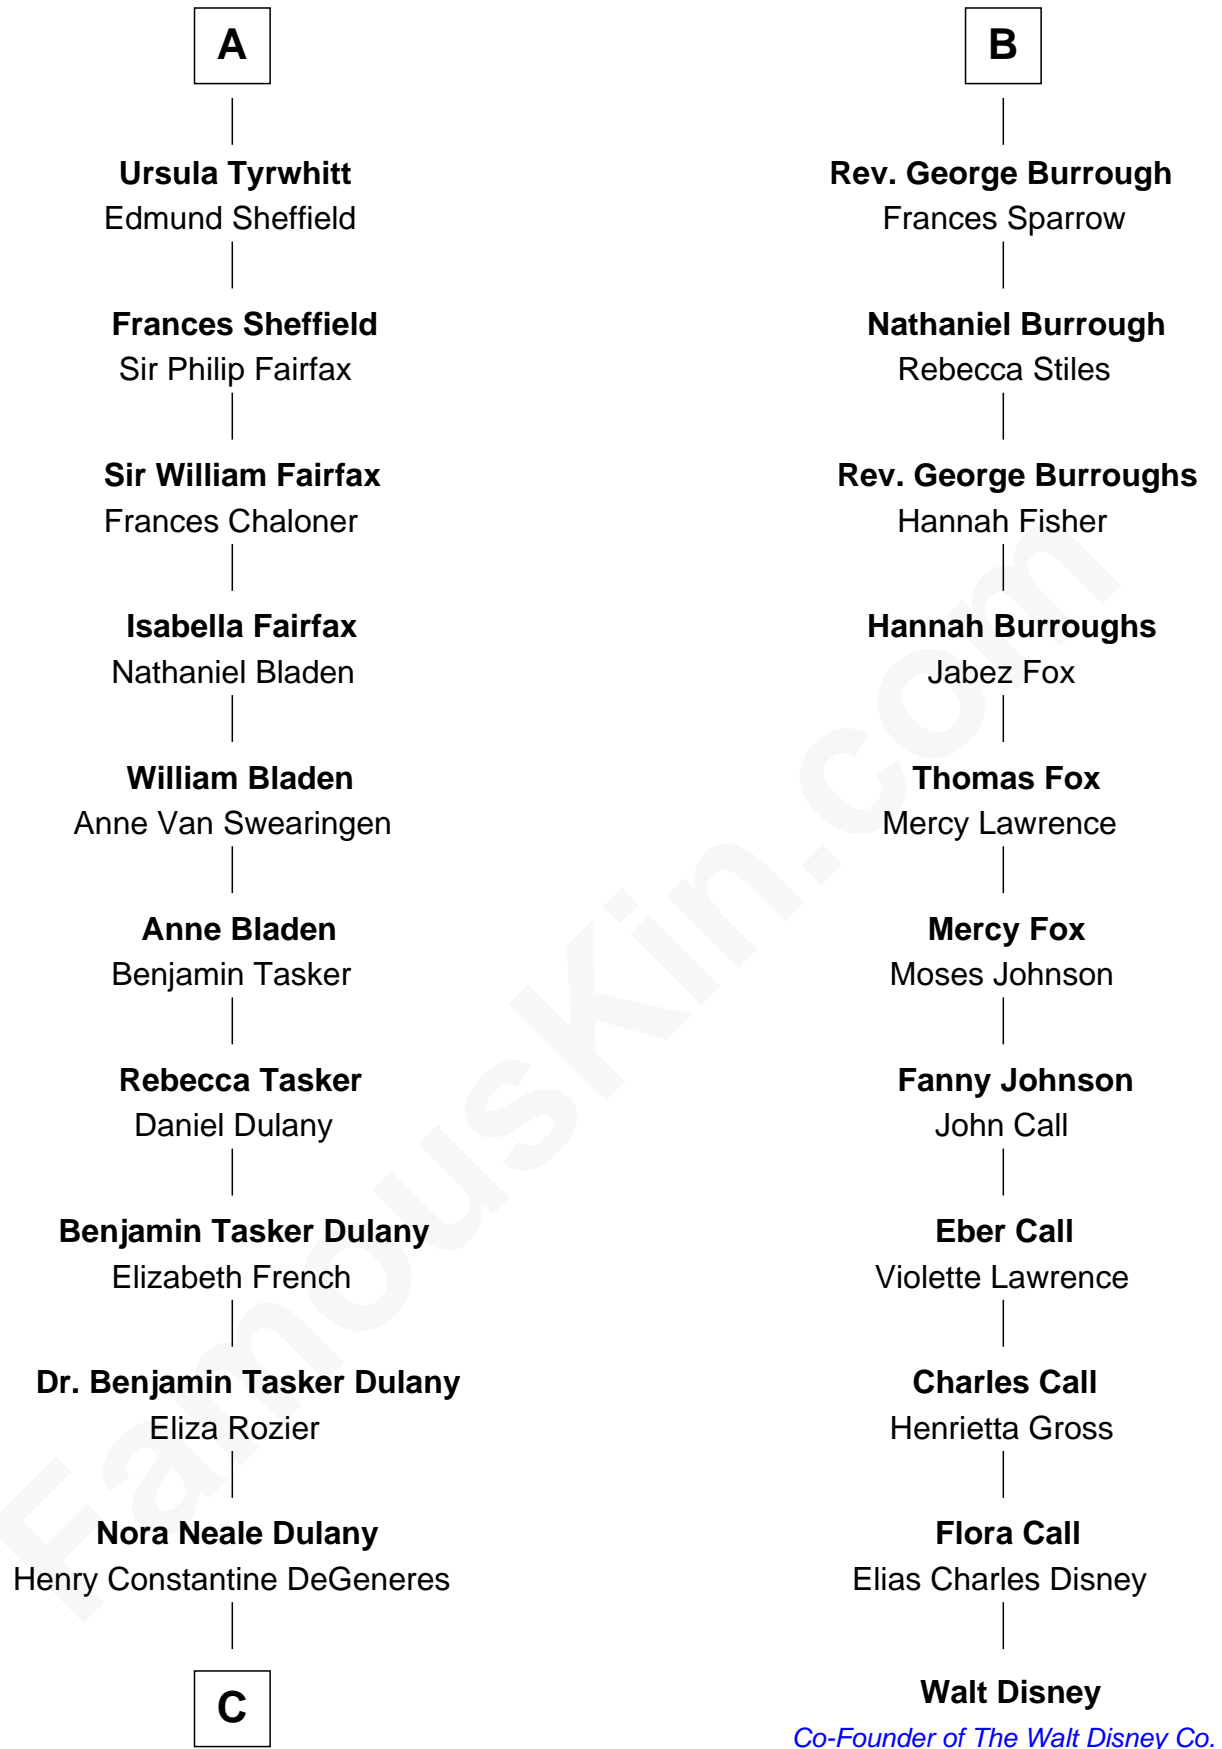 A
Ursula Tyrwhitt
Edmund Sheffield
Frances Sheffield
Sir Philip Fairfax
Sir William Fairfax
Frances Chaloner
Isabella Fairfax
Nathaniel Bladen
William Bladen
Anne Van Swearingen
Anne Bladen
Benjamin Tasker
Rebecca Tasker
Daniel Dulany
Benjamin Tasker Dulany
Elizabeth French
Dr. Benjamin Tasker Dulany
Eliza Rozier
Nora Neale Dulany
Henry Constantine DeGeneres
C
B
Rev. George Burrough
Frances Sparrow
Nathaniel Burrough
Rebecca Stiles
Rev. George Burroughs
Hannah Fisher
Hannah Burroughs
Jabez Fox
Thomas Fox
Mercy Lawrence
Mercy Fox
Moses Johnson
Fanny Johnson
John Call
Eber Call
Violette Lawrence
Charles Call
Henrietta Gross
Flora Call
Elias Charles Disney
Walt Disney
Co-Founder of The Walt Disney Co.
FamousKin.com